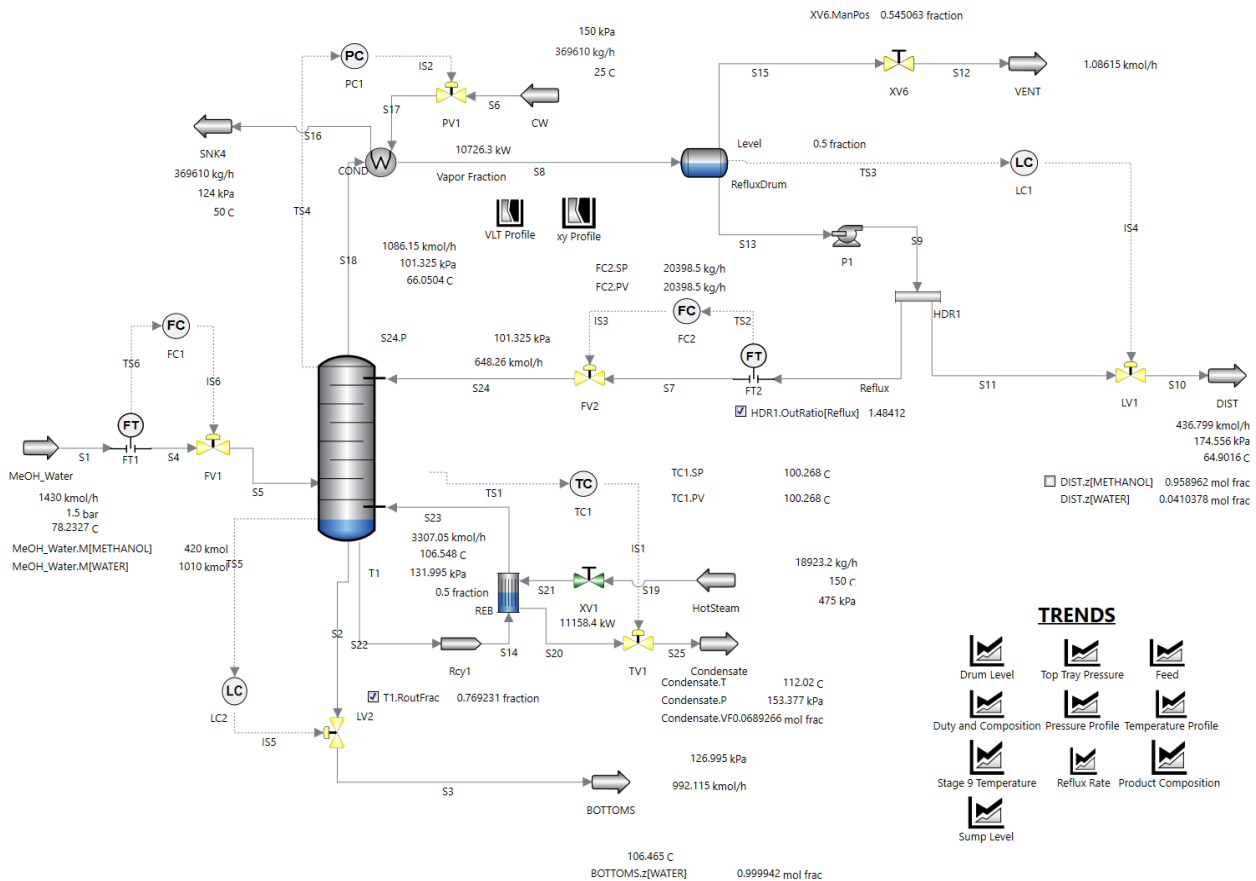 XV6.ManPos 0.545063 fraction
150 kPa
369610 kg/h
25 C
PC
PC1
IS2
S17
PV1
S6
CW
S15
XV6
S12
VENT
1.08615 kmol/h
S16
SNK4
369610 kg/h
124 kPa
50 C
COND
W
10726.3 kW
Vapor Fraction
S8
Level 0.5 fraction
RefluxDrum
TS3
LC
LC1
TS4
S18
VLT Profile
xy Profile
1086.15 kmol/h
101.325 kPa
66.0504 C
S13
P1
S9
IS4
FC2.SP 20398.5 kg/h
FC2.PV 20398.5 kg/h
HDR1
FC
FC1
TS6
IS6
S24.P
101.325 kPa
648.26 kmol/h
S24
IS3
FC
FC2
TS2
FV2
S7
FT
FT2
Reflux
S11
LV1
S10
DIST
HDR1.OutRatio[Reflux] 1.48412
436.799 kmol/h
174.556 kPa
64.9016 C
DIST.z[METHANOL] 0.958962 mol frac
DIST.z[WATER] 0.0410378 mol frac
FT
S1
FT1
S4
FV1
S5
MeOH_Water
1430 kmol/h
1.5 bar
78.2327 C
MeOH_Water.M[METHANOL] 420 kmol
MeOH_Water.M[WATER] 1010 kmol
TS5
TS1
TC
TC1
TC1.SP 100.268 C
TC1.PV 100.268 C
S23
3307.05 kmol/h
106.548 C
131.995 kPa
0.5 fraction
REB
T1
S2
S22
Rcy1
S14
S21
XV1
11158.4 kW
S19
IS1
HotSteam
18923.2 kg/h
150 C
475 kPa
S20
TV1
S25
Condensate
Condensate.T 112.02 C
Condensate.P 153.377 kPa
Condensate.VF0.0689266 mol frac
LC
LC2
IS5
T1.RoutFrac 0.769231 fraction
LV2
S3
126.995 kPa
992.115 kmol/h
BOTTOMS
106.465 C
BOTTOMS.z[WATER] 0.999942 mol frac
TRENDS
Drum Level
Top Tray Pressure
Feed
Duty and Composition
Pressure Profile
Temperature Profile
Stage 9 Temperature
Reflux Rate
Product Composition
Sump Level